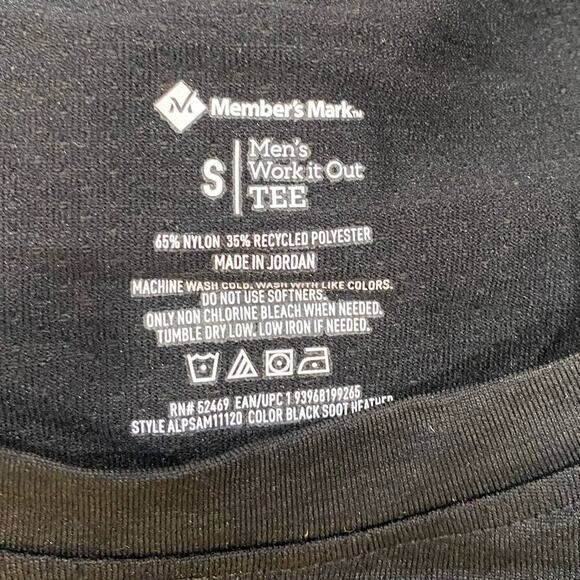 Member's Mark™
S
Men's
Work it Out
TEE
65% NYLON 35% RECYCLED POLYESTER
MADE IN JORDAN
MACHINE WASH COLD. WASH WITH LIKE COLORS.
DO NOT USE SOFTNERS.
ONLY NON CHLORINE BLEACH WHEN NEEDED.
TUMBLE DRY LOW. LOW IRON IF NEEDED.
RN# 52469 EAN/UPC 1 93968199265
STYLE ALPSAM11120 COLOR BLACK SOOT HEATHER